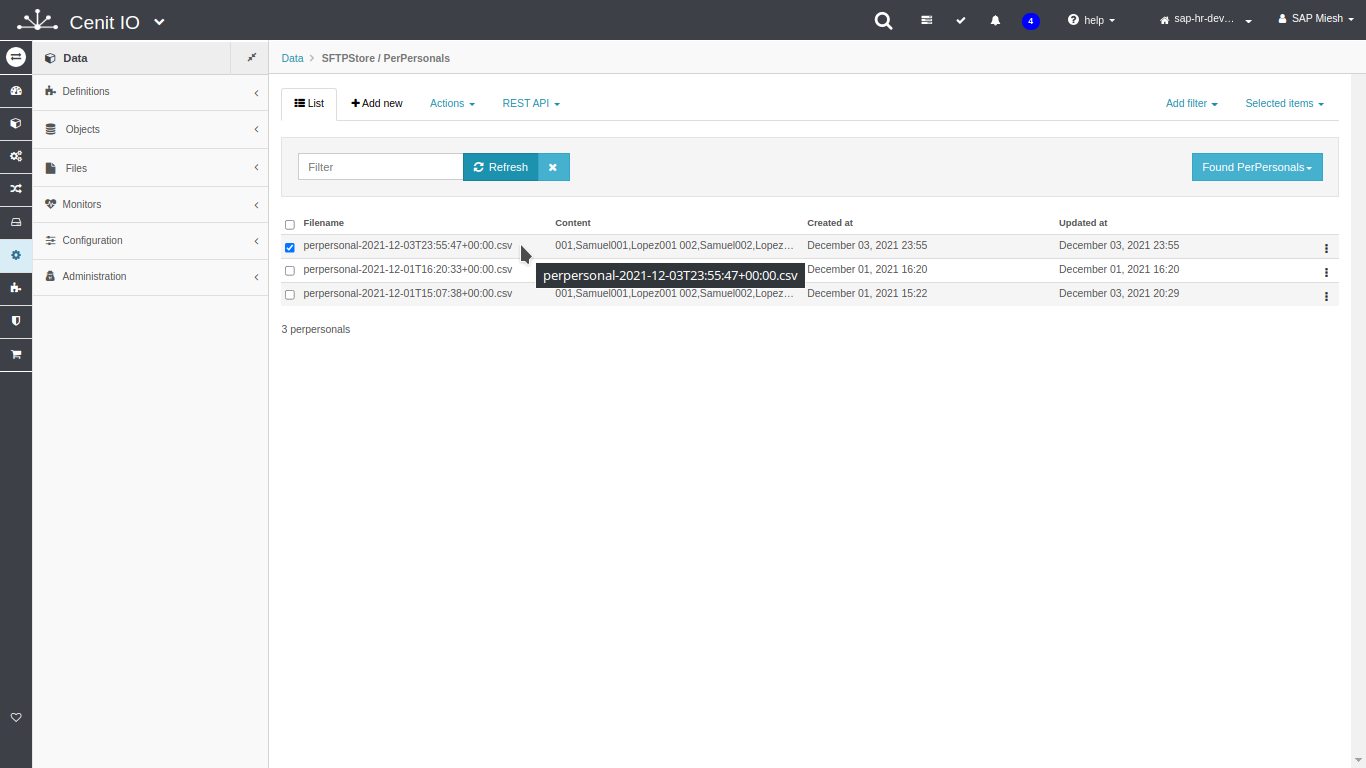 Cenit IO
4
help
sap-hr-dev...
SAP Miesh
Data
Definitions
Objects
Files
Monitors
Configuration
Administration
Data > SFTPStore / PerPersonals
List
Add new
Actions
REST API
Add filter
Selected items
Filter
Refresh
Found PerPersonals
Filename Content Created at Updated at
perpersonal-2021-12-03T23:55:47+00:00.csv 001,Samuel001,Lopez001 002,Samuel002,Lopez... December 03, 2021 23:55 December 03, 2021 23:55
perpersonal-2021-12-01T16:20:33+00:00.csv December 01, 2021 16:20 December 01, 2021 16:20
perpersonal-2021-12-03T23:55:47+00:00.csv
perpersonal-2021-12-01T15:07:38+00:00.csv 001,Samuel001,Lopez001 002,Samuel002,Lopez... December 01, 2021 15:22 December 03, 2021 20:29
3 perpersonals